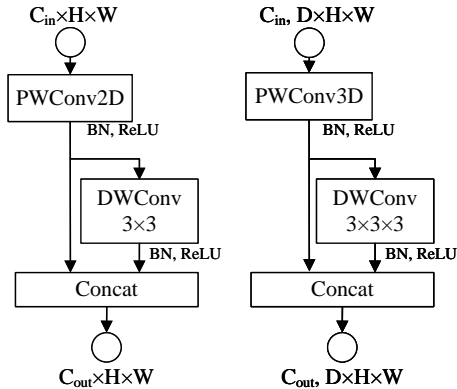 C_in×H×W
PWConv2D
BN, ReLU
DWConv
3×3
BN, ReLU
Concat
C_out×H×W
C_in, D×H×W
PWConv3D
BN, ReLU
DWConv
3×3×3
BN, ReLU
Concat
C_out, D×H×W